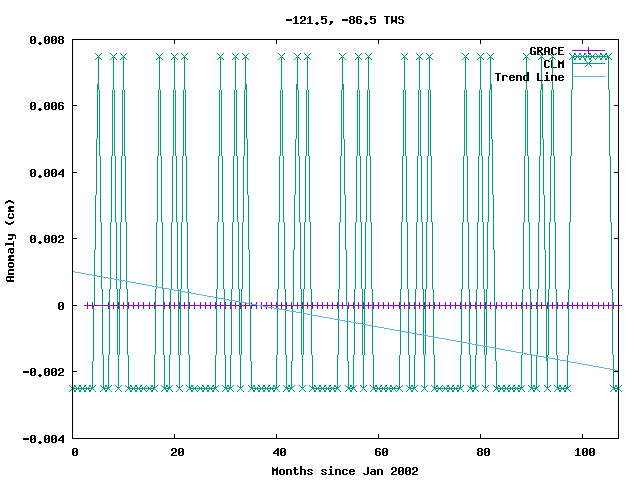 -121.5, -86.5 TWS
GRACE
CLM
Trend Line
0.008
0.006
0.004
0.002
0
-0.002
-0.004
Anomaly (cm)
0 20 40 60 80 100
Months since Jan 2002